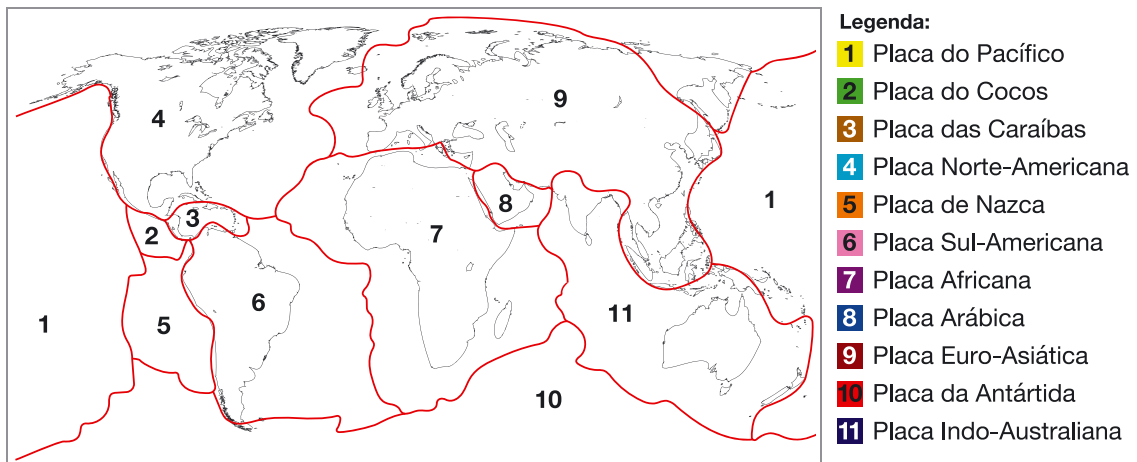 9
4
8
1
3
2
7
6
11
1
5
10
Legenda:
1 Placa do Pacífico
2 Placa do Cocos
3 Placa das Caraíbas
4 Placa Norte-Americana
5 Placa de Nazca
6 Placa Sul-Americana
7 Placa Africana
8 Placa Arábica
9 Placa Euro-Asiática
10 Placa da Antártida
11 Placa Indo-Australiana